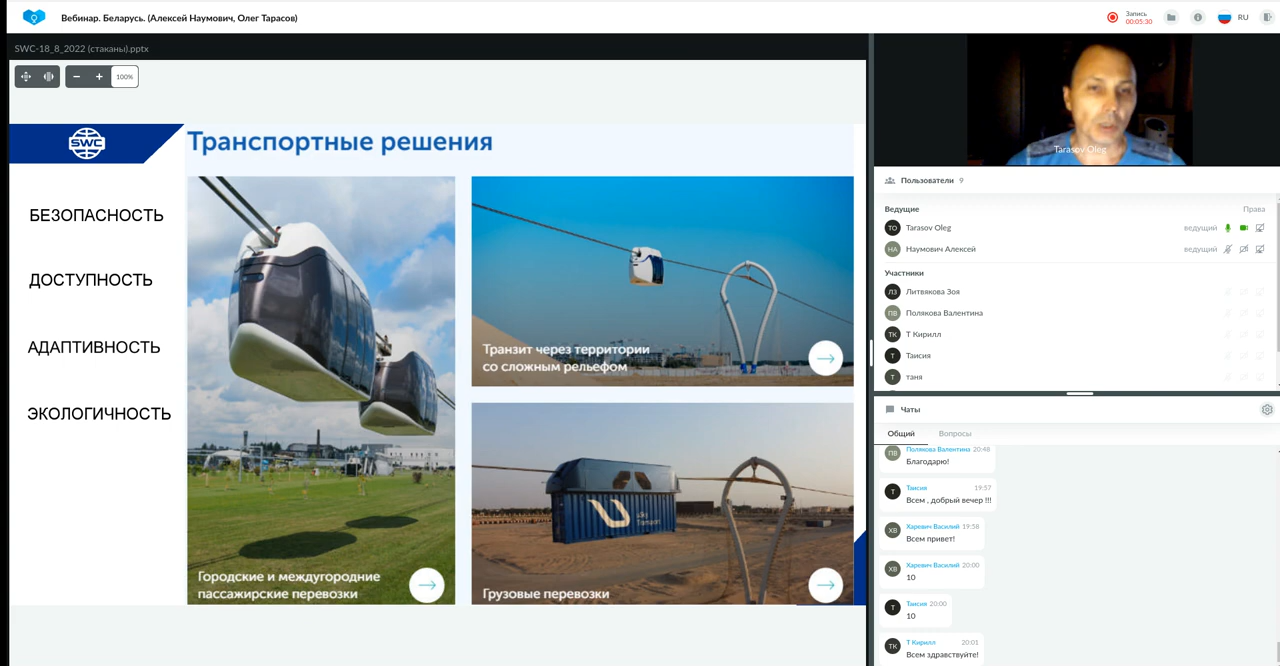 Вебинар. Беларусь. (Алексей Наумович, Олег Тарасов)
Запись
00:05:30
RU
SWC-18_8_2022 (стаканы).pptx
100%
SWC
Транспортные решения
БЕЗОПАСНОСТЬ
ДОСТУПНОСТЬ
АДАПТИВНОСТЬ
ЭКОЛОГИЧНОСТЬ
Городские и междугородние
пассажирские перевозки
Транзит через территории
со сложным рельефом
uSky
Transport
Грузовые перевозки
Tarasov Oleg
Пользователи 9
Ведущие Права
TO Tarasov Oleg ведущий
НА Наумович Алексей ведущий
Участники
ЛЗ Литвякова Зоя
ПВ Полякова Валентина
ТК Т Кирилл
Т Таисия
Т таня
Чаты
Общий Вопросы
ПВ Полякова Валентина 20:48
Благодарю!
Т Таисия 19:57
Всем , добрый вечер !!!
ХВ Харевич Василий 19:58
Всем привет!
ХВ Харевич Василий 20:00
10
Т Таисия 20:00
10
ТК Т Кирилл 20:01
Всем здравствуйте!